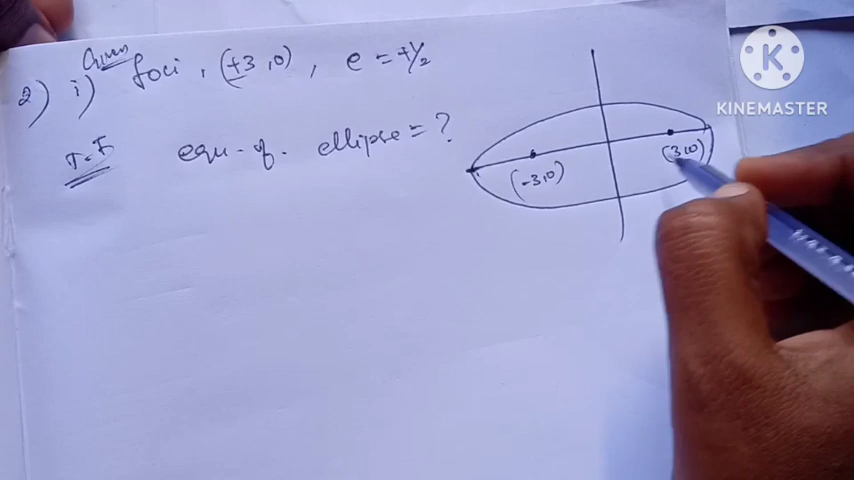 Given
2) i) foci, (±3,0), e = 1/2
T.F equ. of. ellipse = ?
(-3,0)
(3,0)
K
KINEMASTER